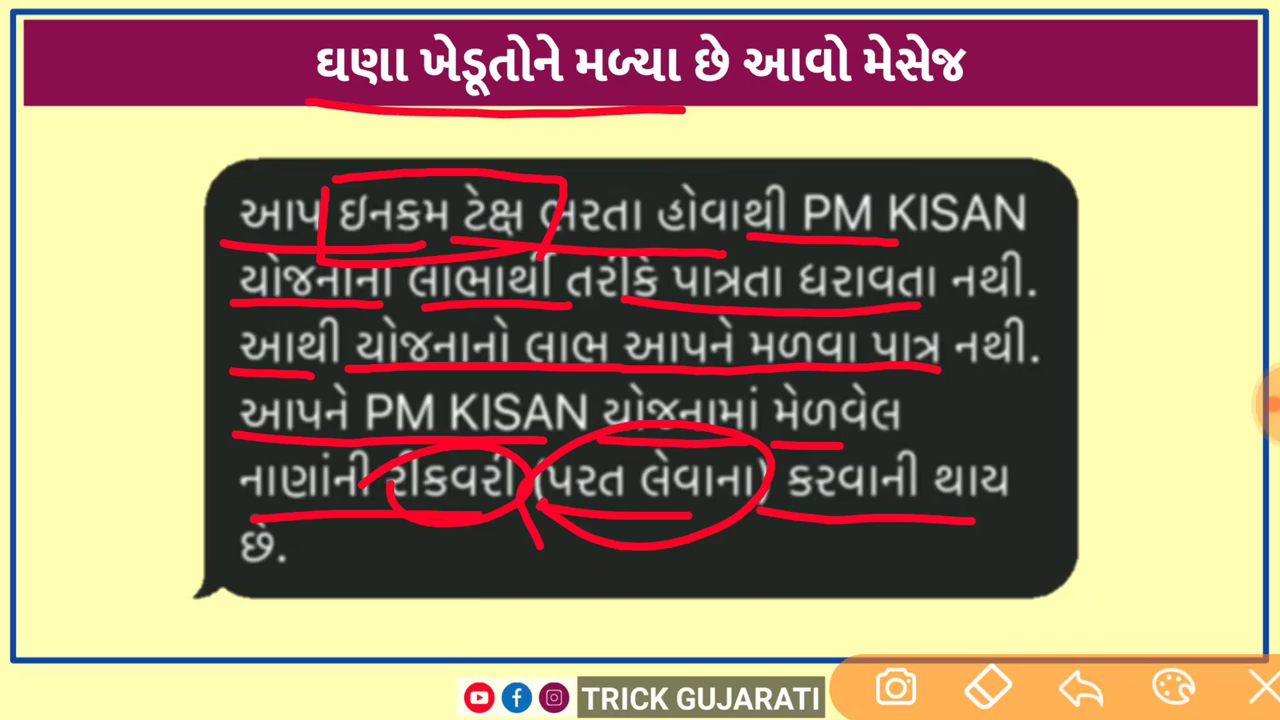 ઘણા ખેડૂતોને મળ્યા છે આવો મેસેજ
આપ ઇનકમ ટેક્ષ ભરતા હોવાથી PM KISAN
યોજનાના લાભાર્થી તરીકે પાત્રતા ધરાવતા નથી.
આથી યોજનાનો લાભ આપને મળવા પાત્ર નથી.
આપને PM KISAN યોજનામાં મેળવેલ
નાણાંની રીકવરી (પરત લેવાના) કરવાની થાય
છે.
TRICK GUJARATI